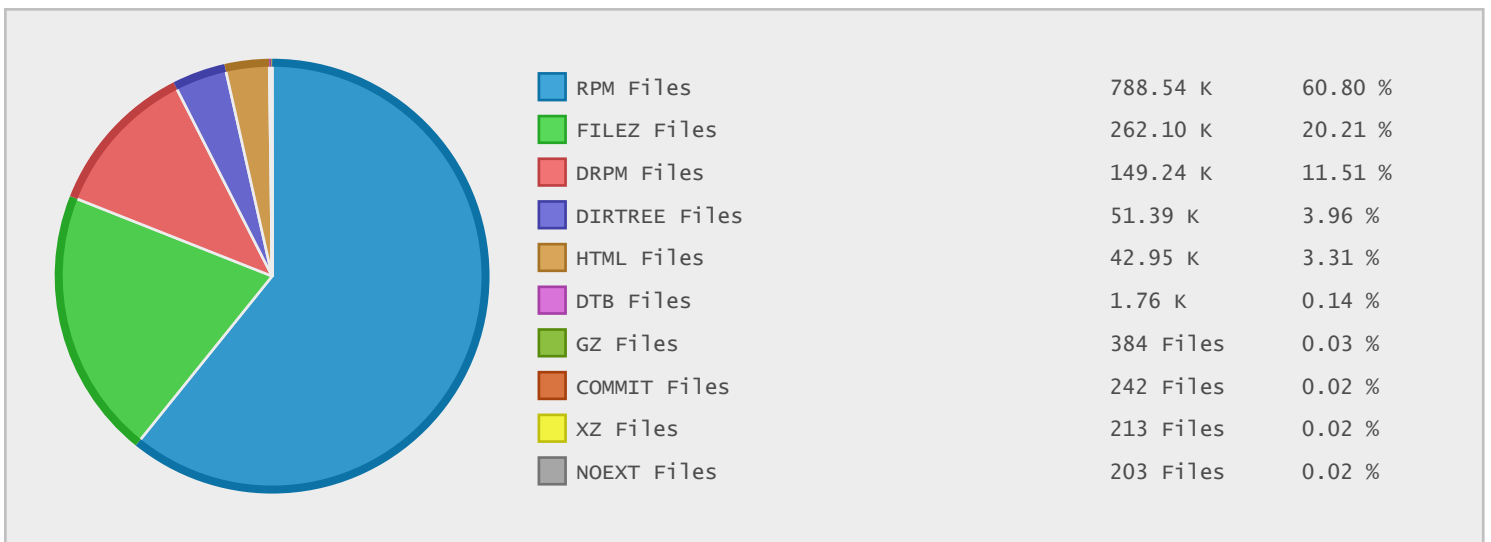 RPM Files 788.54 K 60.80 %
FILEZ Files 262.10 K 20.21 %
DRPM Files 149.24 K 11.51 %
DIRTREE Files 51.39 K 3.96 %
HTML Files 42.95 K 3.31 %
DTB Files 1.76 K 0.14 %
GZ Files 384 Files 0.03 %
COMMIT Files 242 Files 0.02 %
XZ Files 213 Files 0.02 %
NOEXT Files 203 Files 0.02 %